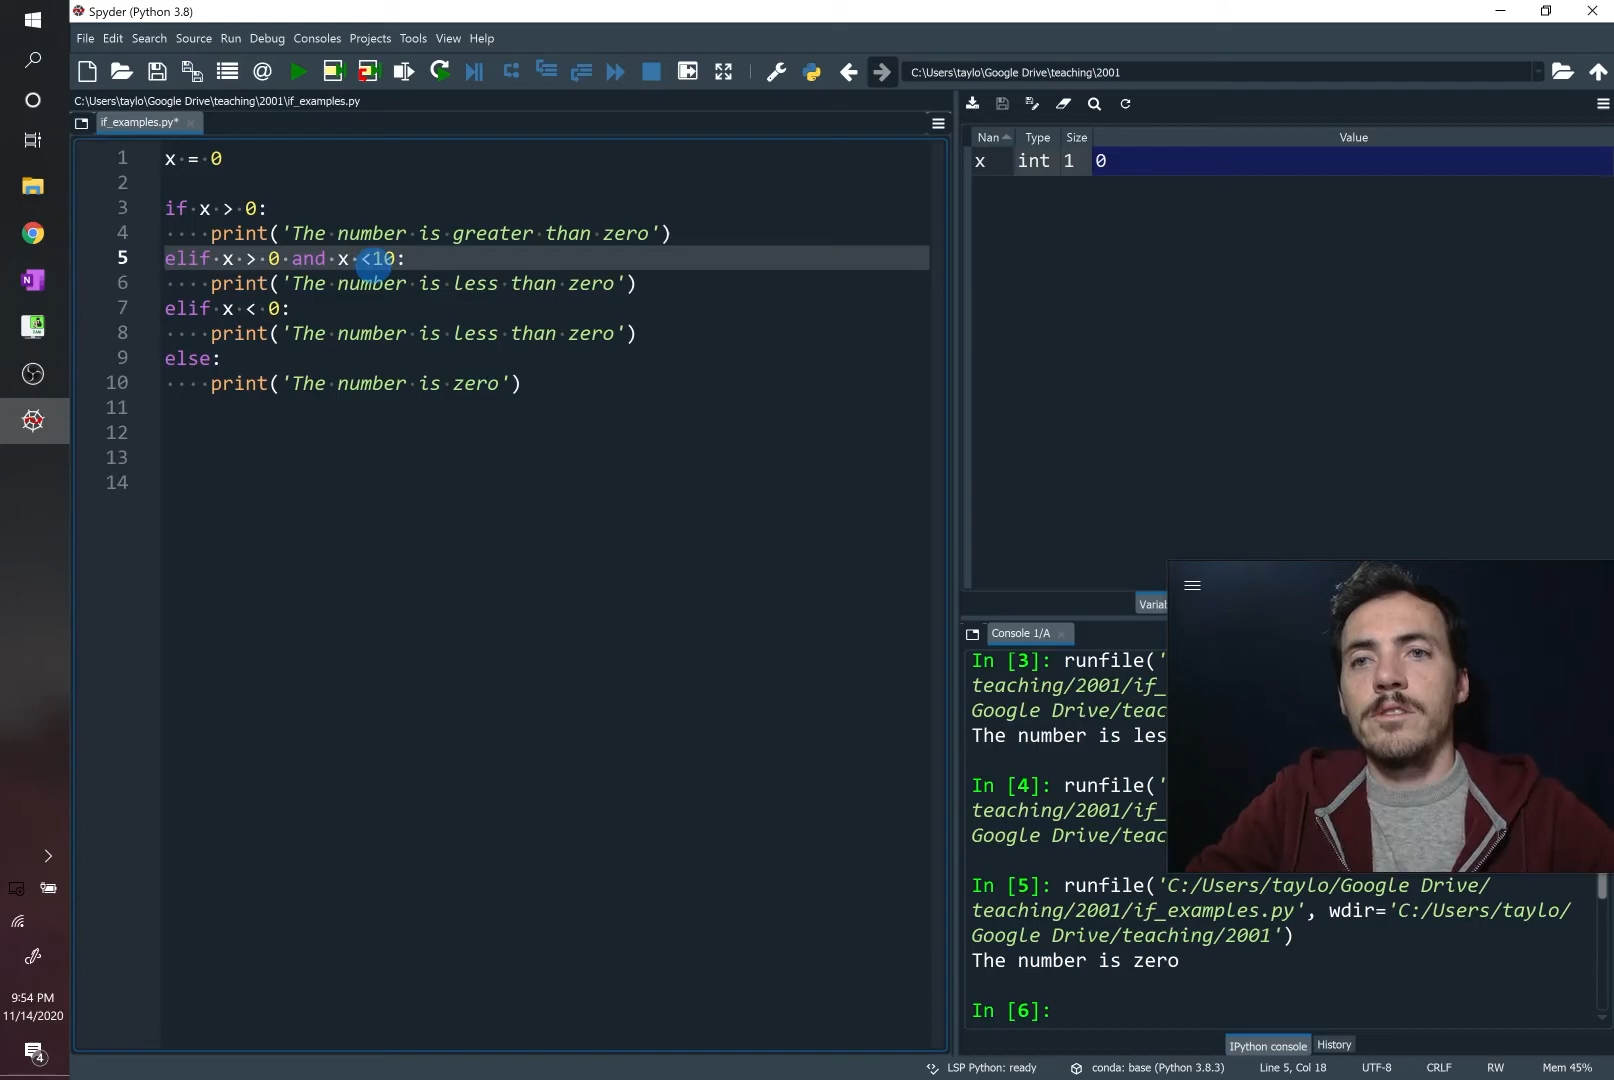 Spyder (Python 3.8)
File Edit Search Source Run Debug Consoles Projects Tools View Help
C:\Users\taylo\Google Drive\teaching\2001
C:\Users\taylo\Google Drive\teaching\2001\if_examples.py
if_examples.py*
1 x = 0
2
3 if x > 0:
4 print('The number is greater than zero')
5 elif x > 0 and x <10:
6 print('The number is less than zero')
7 elif x < 0:
8 print('The number is less than zero')
9 else:
10 print('The number is zero')
11
12
13
14
Nan Type Size Value
x int 1 0
Variab
Console 1/A
In [3]: runfile('
teaching/2001/if_
Google Drive/teac
The number is les
In [4]: runfile('
teaching/2001/if_
Google Drive/teac
In [5]: runfile('C:/Users/taylo/Google Drive/
teaching/2001/if_examples.py', wdir='C:/Users/taylo/
Google Drive/teaching/2001')
The number is zero
In [6]:
IPython console History
LSP Python: ready conda: base (Python 3.8.3) Line 5, Col 18 UTF-8 CRLF RW Mem 45%
9:54 PM
11/14/2020
4